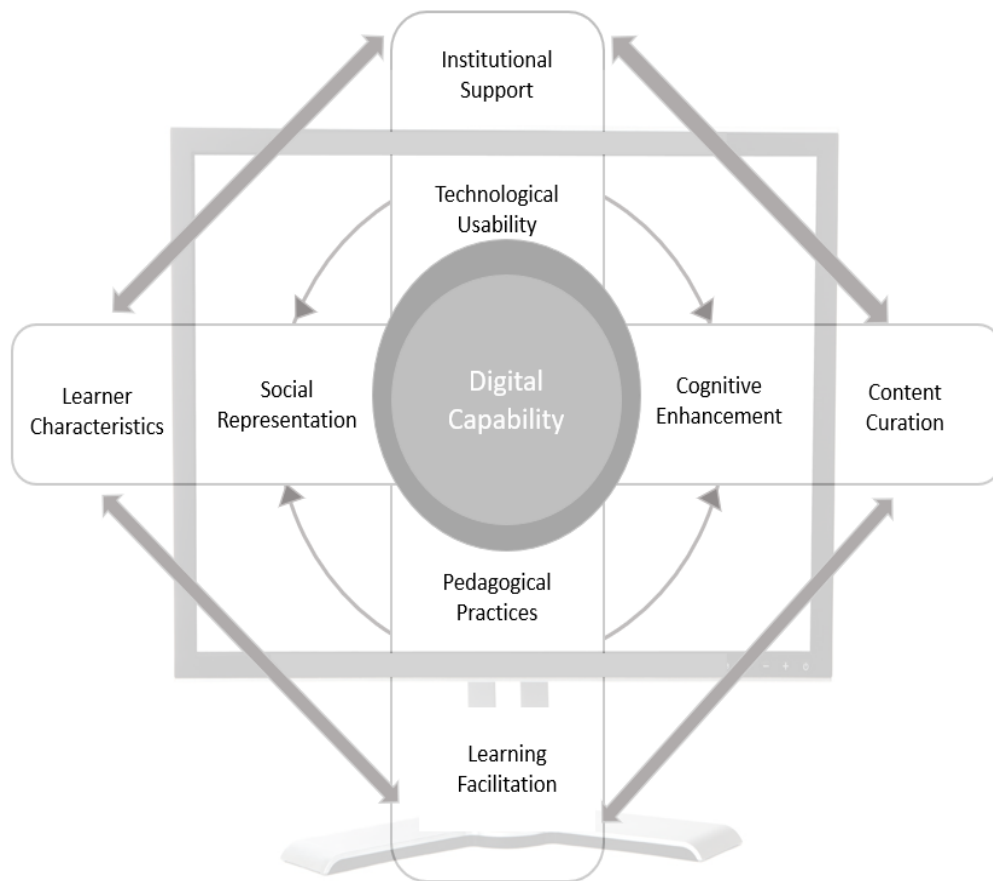 Institutional
Support
Technological
Usability
Learner
Characteristics
Social
Representation
Digital
Capability
Cognitive
Enhancement
Content
Curation
Pedagogical
Practices
Learning
Facilitation